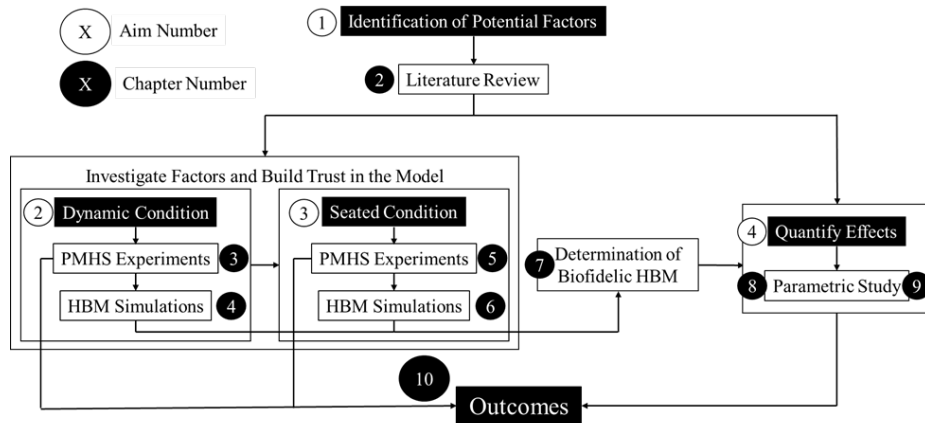 X Aim Number
X Chapter Number
1 Identification of Potential Factors
2 Literature Review
Investigate Factors and Build Trust in the Model
2 Dynamic Condition
PMHS Experiments 3
HBM Simulations 4
3 Seated Condition
PMHS Experiments 5
HBM Simulations 6
7 Determination of
Biofidelic HBM
4 Quantify Effects
8 Parametric Study 9
10
Outcomes